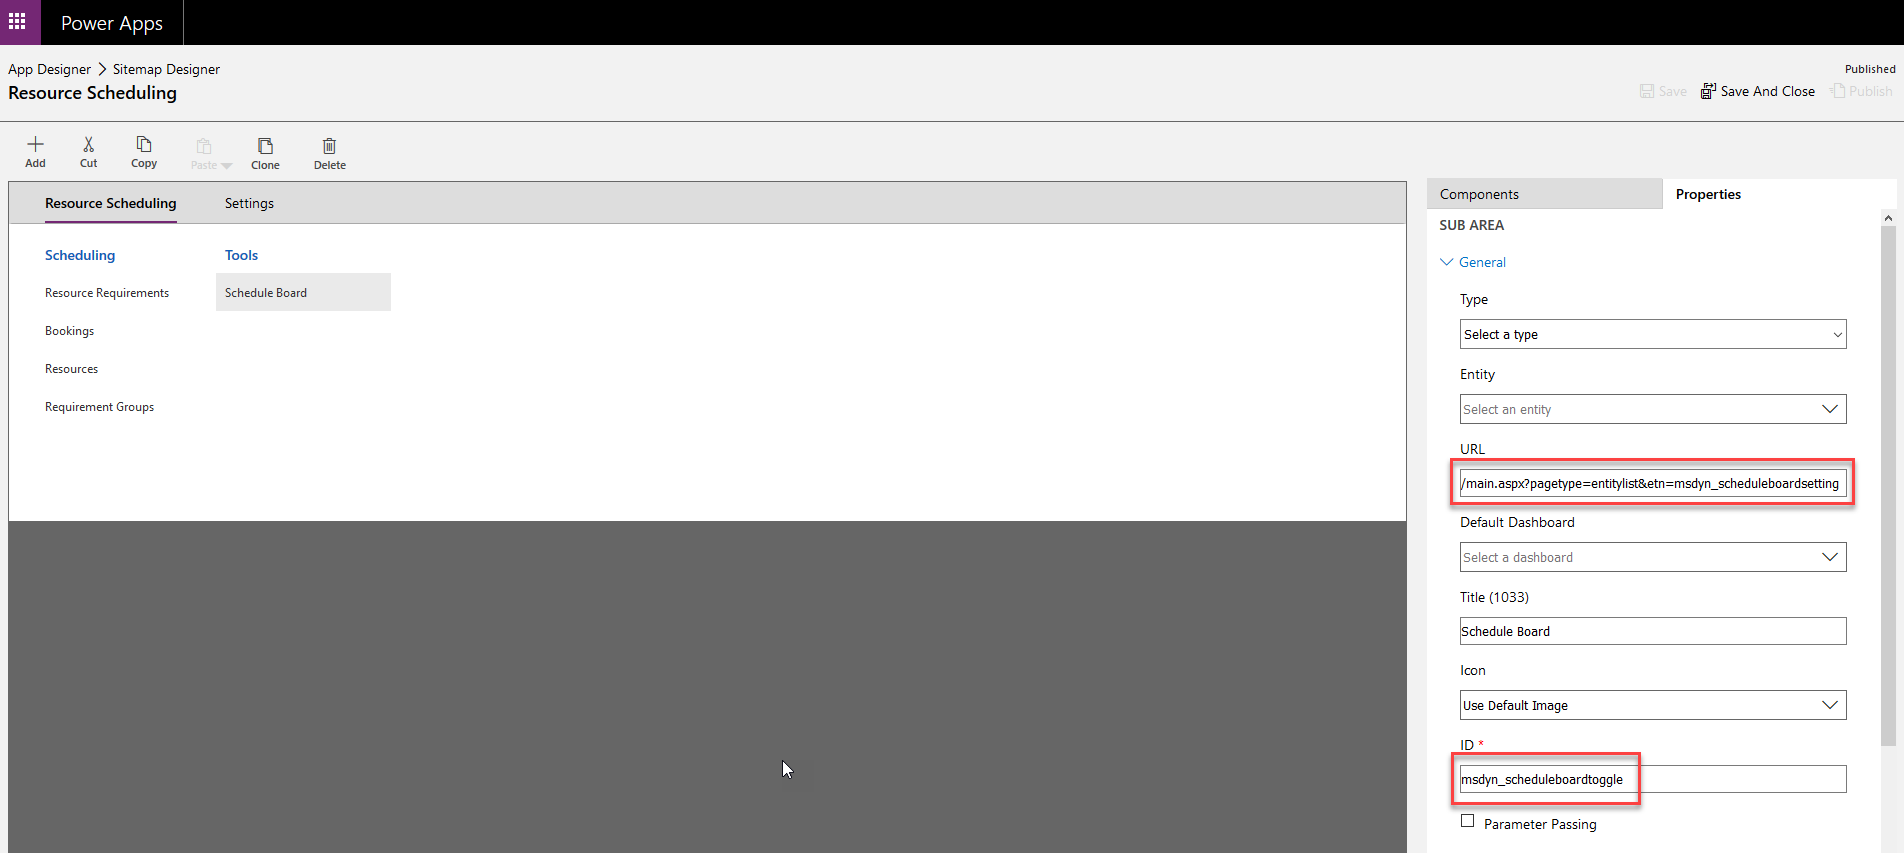 Power Apps
App Designer > Sitemap Designer
Published
Resource Scheduling
Save Save And Close Publish
Add Cut Copy Paste Clone Delete
Resource Scheduling Settings
Scheduling Tools
Resource Requirements Schedule Board
Bookings
Resources
Requirement Groups
Components Properties
SUB AREA
General
Type
Select a type
Entity
Select an entity
URL
/main.aspx?pagetype=entitylist&etn=msdyn_scheduleboardsetting
Default Dashboard
Select a dashboard
Title (1033)
Schedule Board
Icon
Use Default Image
ID *
msdyn_scheduleboardtoggle
Parameter Passing